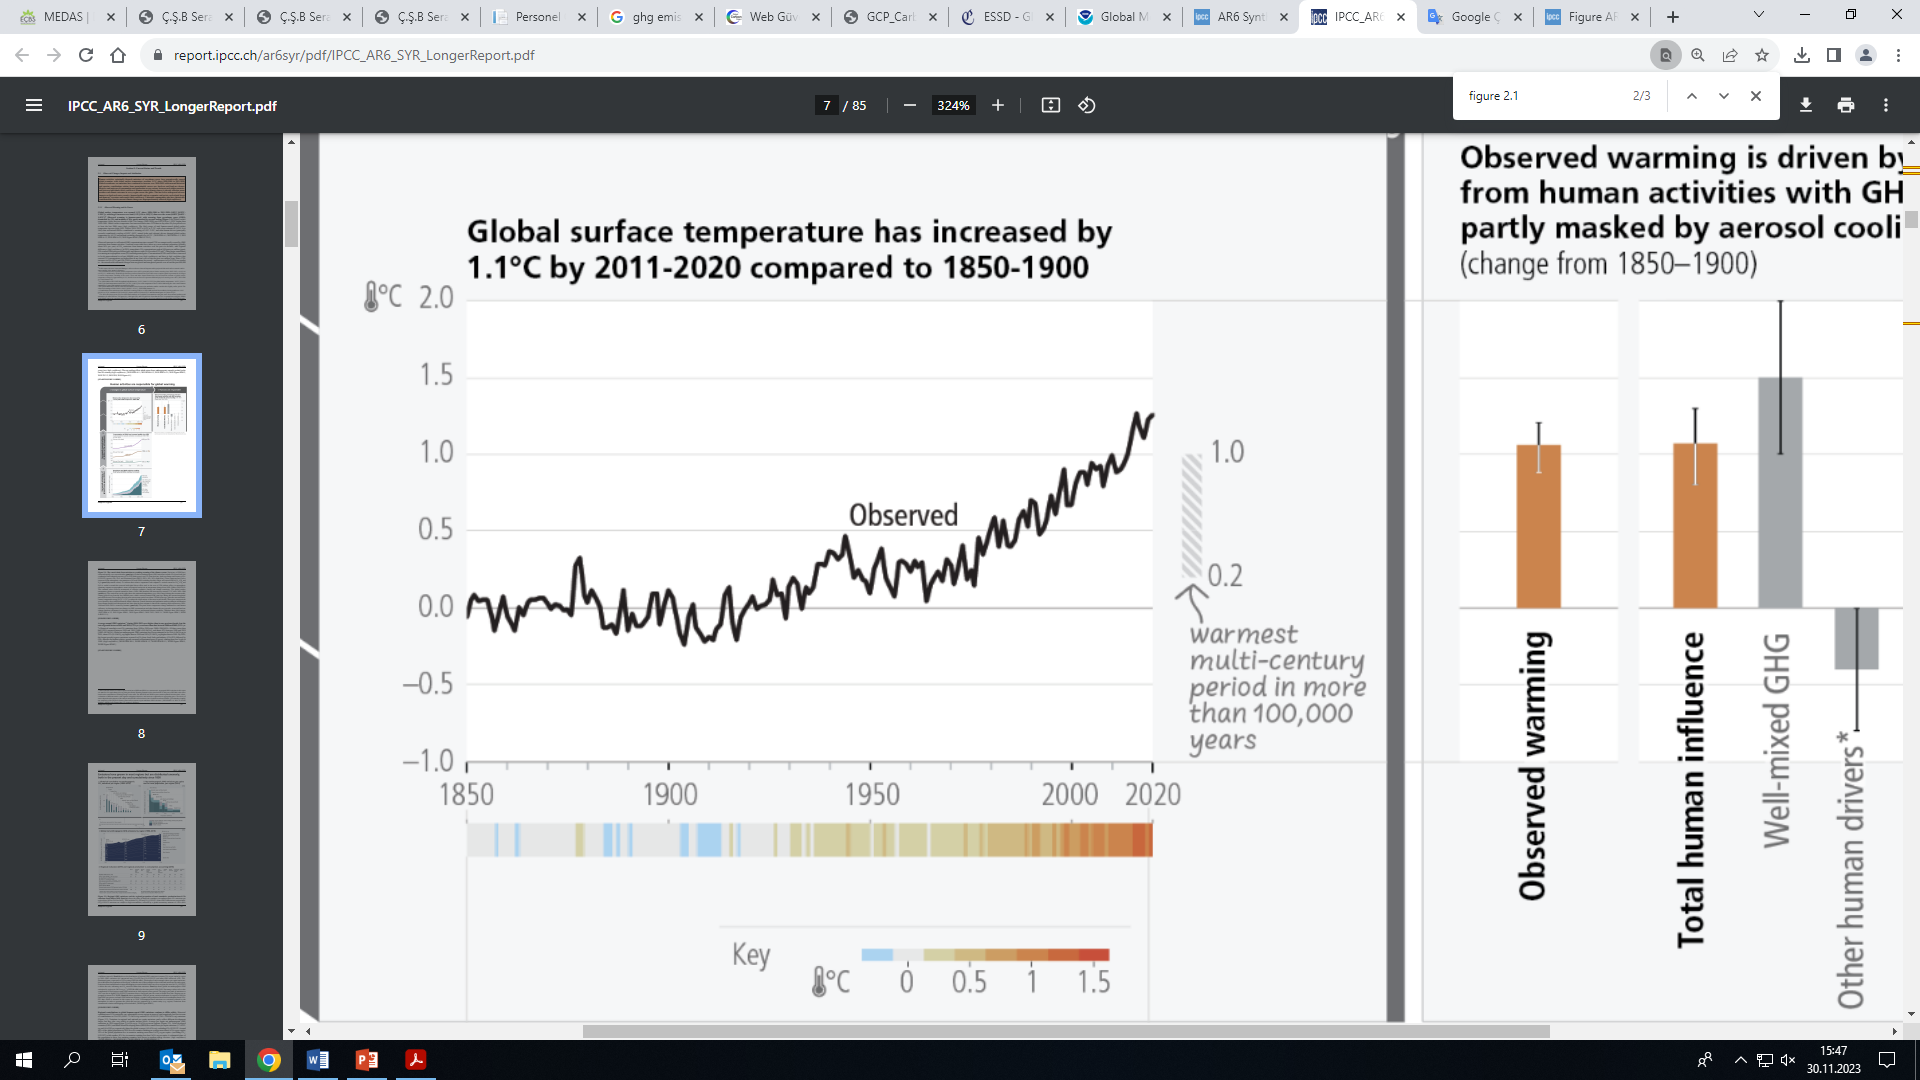 MEDAS |
Ç.Ş.B Sera
Ç.Ş.B Sera
Ç.Ş.B Sera
Personel
ghg emis
Web Güv
GCP_Carl
ESSD - Gl
Global M
AR6 Synt
IPCC_AR6
Google Ç
Figure AR
report.ipcc.ch/ar6syr/pdf/IPCC_AR6_SYR_LongerReport.pdf
IPCC_AR6_SYR_LongerReport.pdf
7 / 85
324%
figure 2.1
2/3
6
7
8
9
Global surface temperature has increased by
1.1°C by 2011-2020 compared to 1850-1900
°C
2.0
1.5
1.0
0.5
0.0
−0.5
−1.0
Observed
1.0
0.2
warmest
multi-century
period in more
than 100,000
years
1850
1900
1950
2000
2020
Key
°C
0
0.5
1
1.5
Observed warming is driven by
from human activities with GH
partly masked by aerosol cooli
(change from 1850–1900)
Observed warming
Total human influence
Well-mixed GHG
Other human drivers*
15:47
30.11.2023